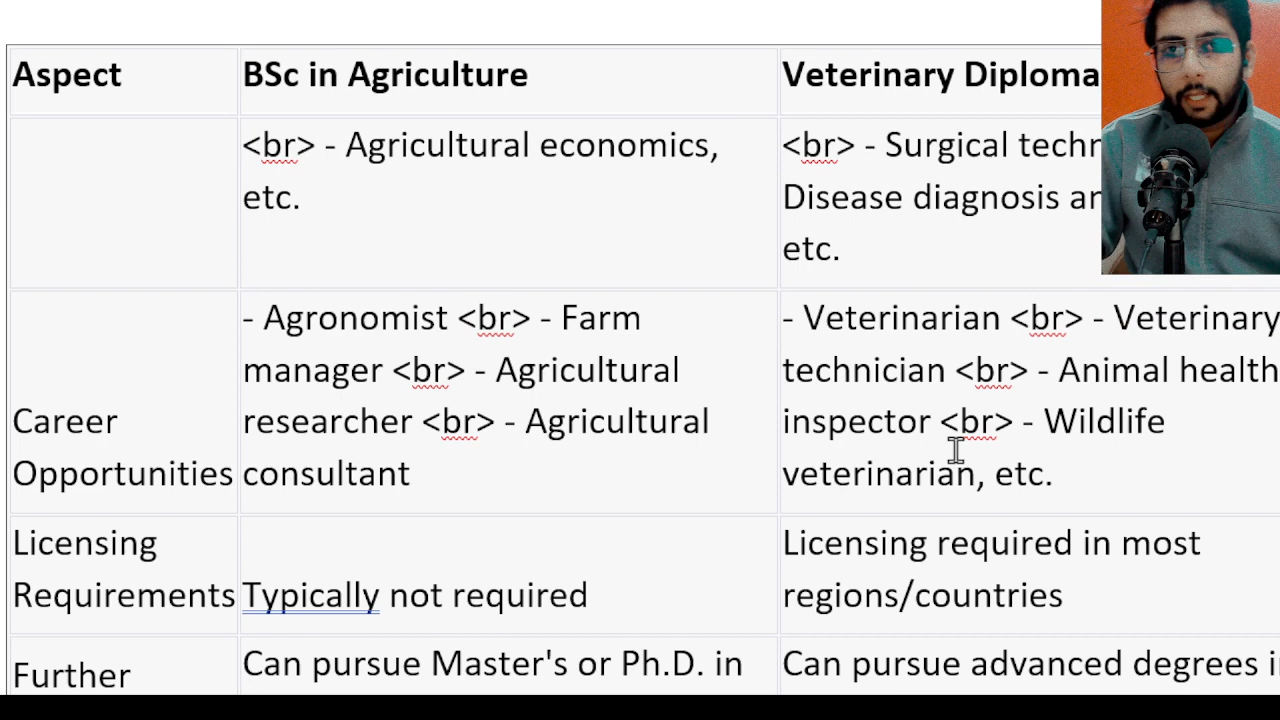 Aspect BSc in Agriculture Veterinary Diploma
<br> - Agricultural economics,
etc.
<br> - Surgical
Disease diagnosis
etc.
Career
Opportunities
- Agronomist <br> - Farm
manager <br> - Agricultural
researcher <br> - Agricultural
consultant
- Veterinarian <br> - Veterinary
technician <br> - Animal health
inspector <br> - Wildlife
veterinarian, etc.
Licensing
Requirements
Typically not required
Licensing required in most
regions/countries
Further
Can pursue Master's or Ph.D. in
Can pursue advanced degrees